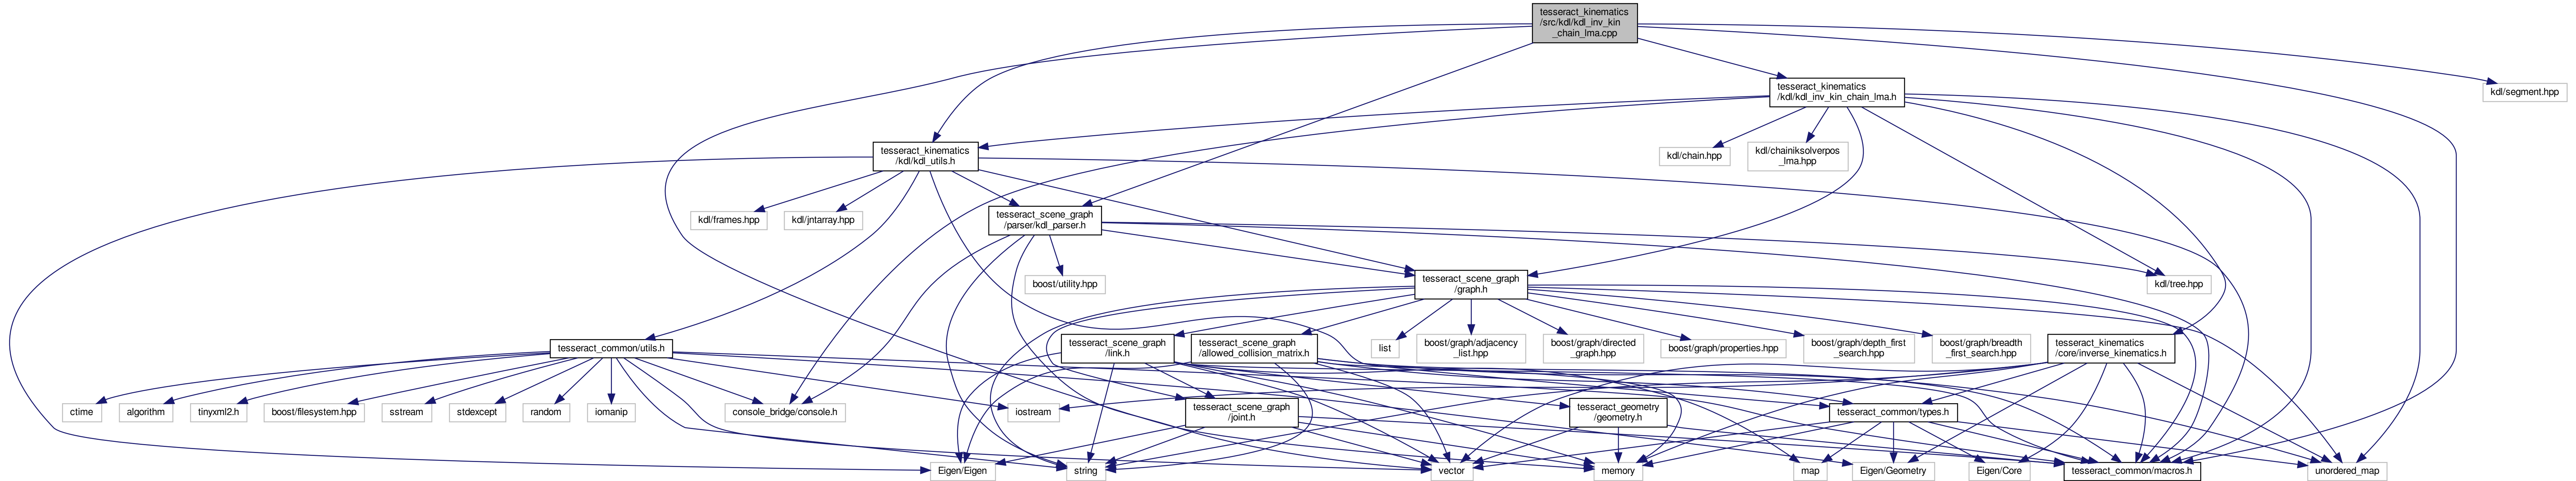 tesseract_kinematics
/src/kdl/kdl_inv_kin
_chain_lma.cpp
tesseract_kinematics
/kdl/kdl_inv_kin_chain_lma.h
kdl/segment.hpp
tesseract_kinematics
/kdl/kdl_utils.h
kdl/chain.hpp
kdl/chainiksolverpos
_lma.hpp
kdl/frames.hpp
kdl/jntarray.hpp
tesseract_scene_graph
/parser/kdl_parser.h
boost/utility.hpp
tesseract_scene_graph
/graph.h
kdl/tree.hpp
tesseract_common/utils.h
tesseract_scene_graph
/link.h
tesseract_scene_graph
/allowed_collision_matrix.h
list
boost/graph/adjacency
_list.hpp
boost/graph/directed
_graph.hpp
boost/graph/properties.hpp
boost/graph/depth_first
_search.hpp
boost/graph/breadth
_first_search.hpp
tesseract_kinematics
/core/inverse_kinematics.h
ctime
algorithm
tinyxml2.h
boost/filesystem.hpp
sstream
stdexcept
random
iomanip
console_bridge/console.h
iostream
tesseract_scene_graph
/joint.h
tesseract_geometry
/geometry.h
tesseract_common/types.h
Eigen/Eigen
string
vector
memory
map
Eigen/Geometry
Eigen/Core
tesseract_common/macros.h
unordered_map